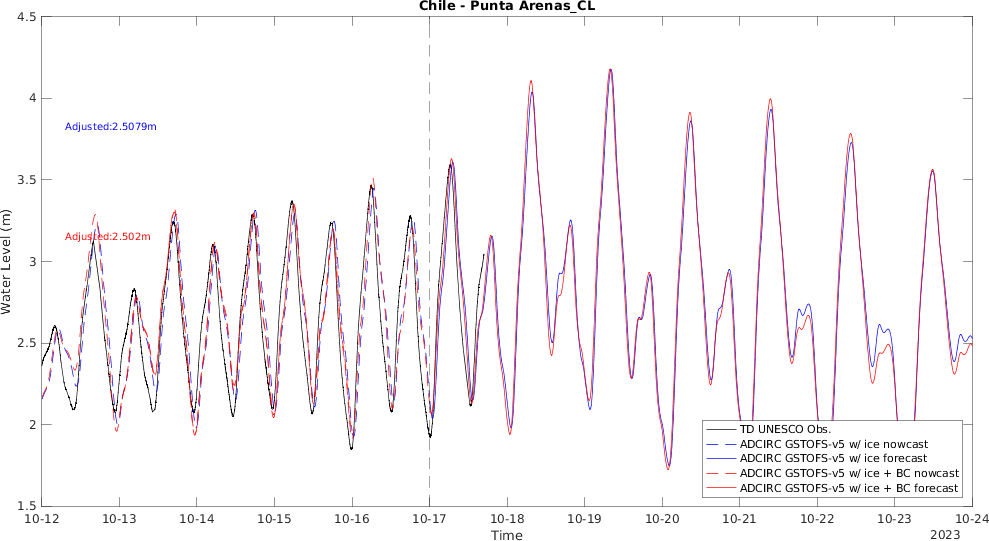 Chile - Punta Arenas_CL
4.5
4
3.5
3
2.5
2
1.5
Water Level (m)
Adjusted:2.5079m
Adjusted:2.502m
TD UNESCO Obs.
ADCIRC GSTOFS-v5 w/ ice nowcast
ADCIRC GSTOFS-v5 w/ ice forecast
ADCIRC GSTOFS-v5 w/ ice + BC nowcast
ADCIRC GSTOFS-v5 w/ ice + BC forecast
10-12 10-13 10-14 10-15 10-16 10-17 10-18 10-19 10-20 10-21 10-22 10-23 10-24
Time
2023